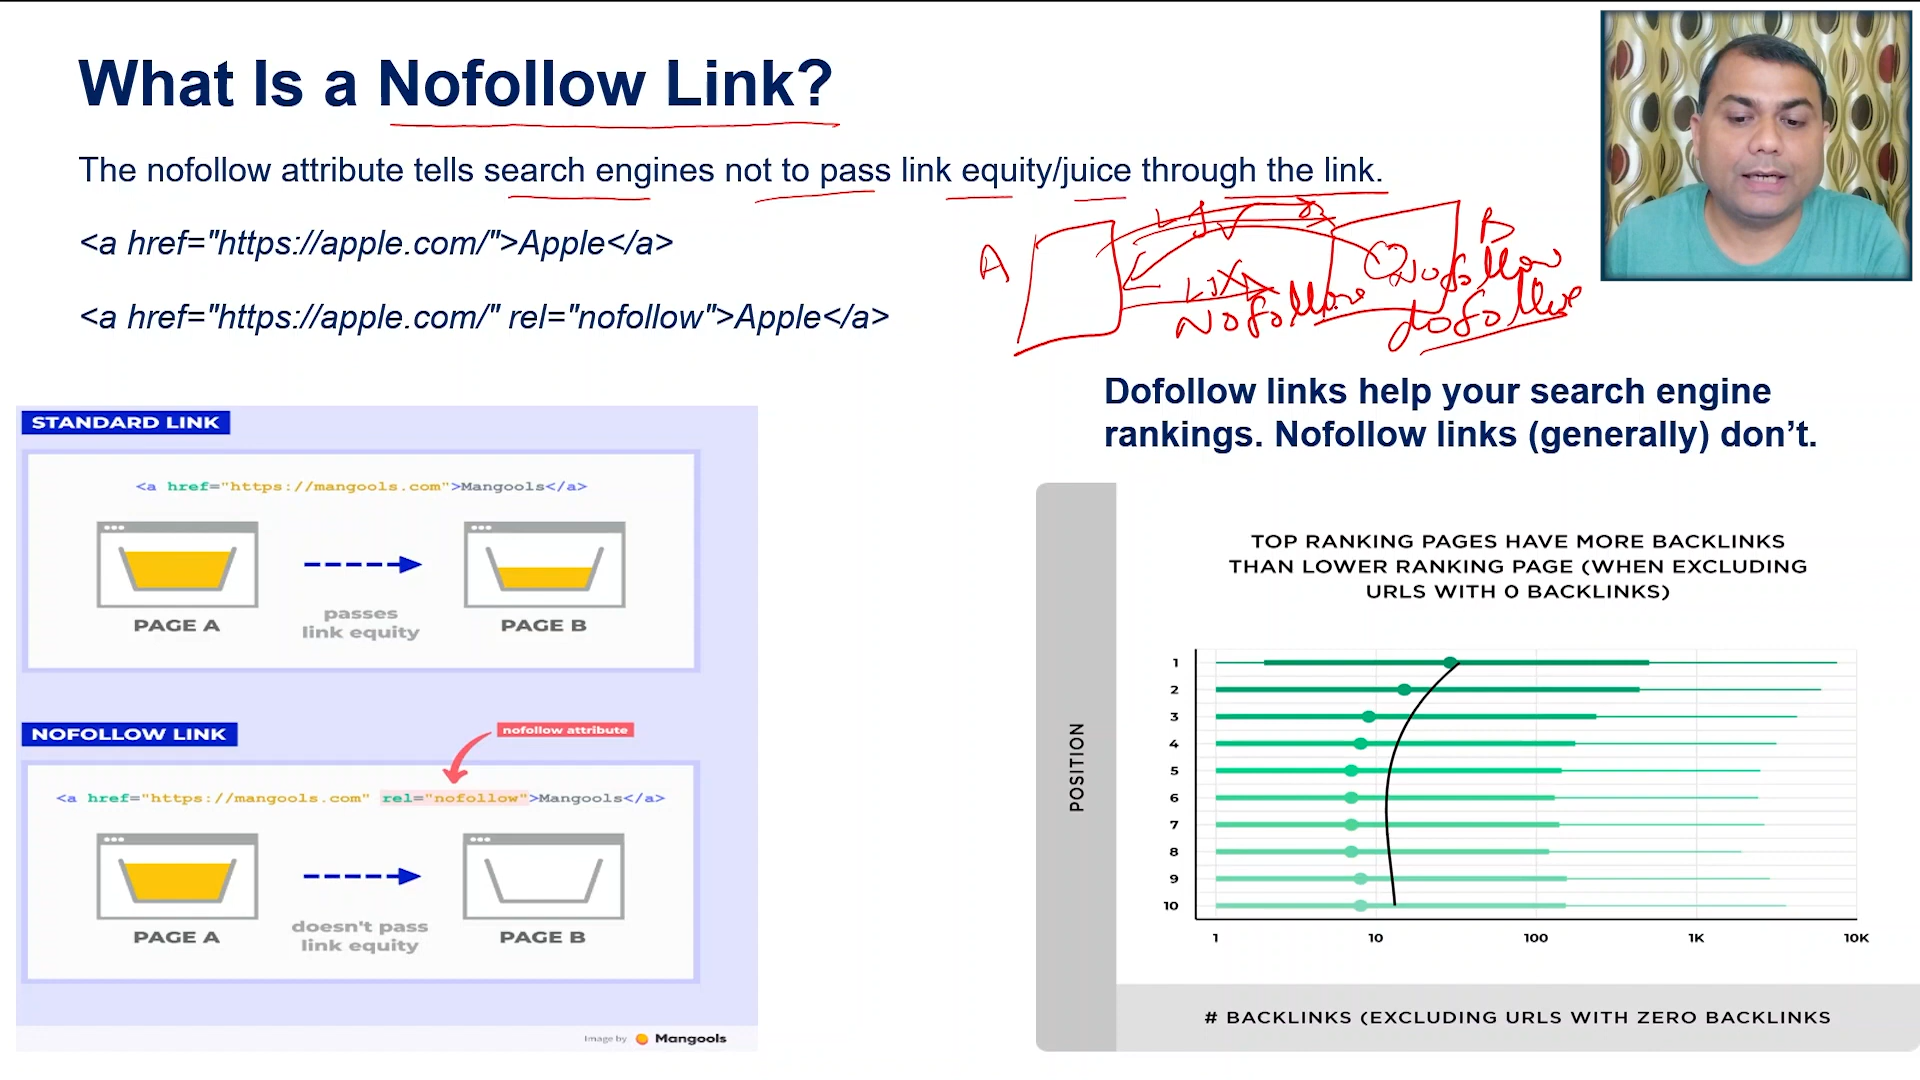 What Is a Nofollow Link?
The nofollow attribute tells search engines not to pass link equity/juice through the link.
<a href="https://apple.com/">Apple</a>
<a href="https://apple.com/" rel="nofollow">Apple</a>
A
B
Nofollow
Nofollow
dofollow
Dofollow links help your search engine
rankings. Nofollow links (generally) don't.
STANDARD LINK
<a href="https://mangools.com">Mangools</a>
passes
link equity
PAGE A
PAGE B
NOFOLLOW LINK
nofollow attribute
<a href="https://mangools.com" rel="nofollow">Mangools</a>
doesn't pass
link equity
PAGE A
PAGE B
Image by Mangools
TOP RANKING PAGES HAVE MORE BACKLINKS
THAN LOWER RANKING PAGE (WHEN EXCLUDING
URLS WITH 0 BACKLINKS)
POSITION
1
2
3
4
5
6
7
8
9
10
1 10 100 1K 10K
# BACKLINKS (EXCLUDING URLS WITH ZERO BACKLINKS